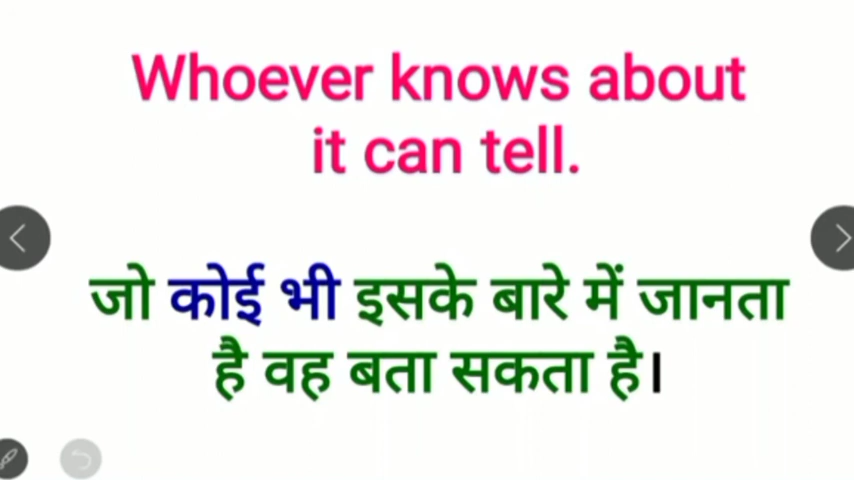 Whoever knows about
it can tell.
जो कोई भी इसके बारे में जानता
है वह बता सकता है।